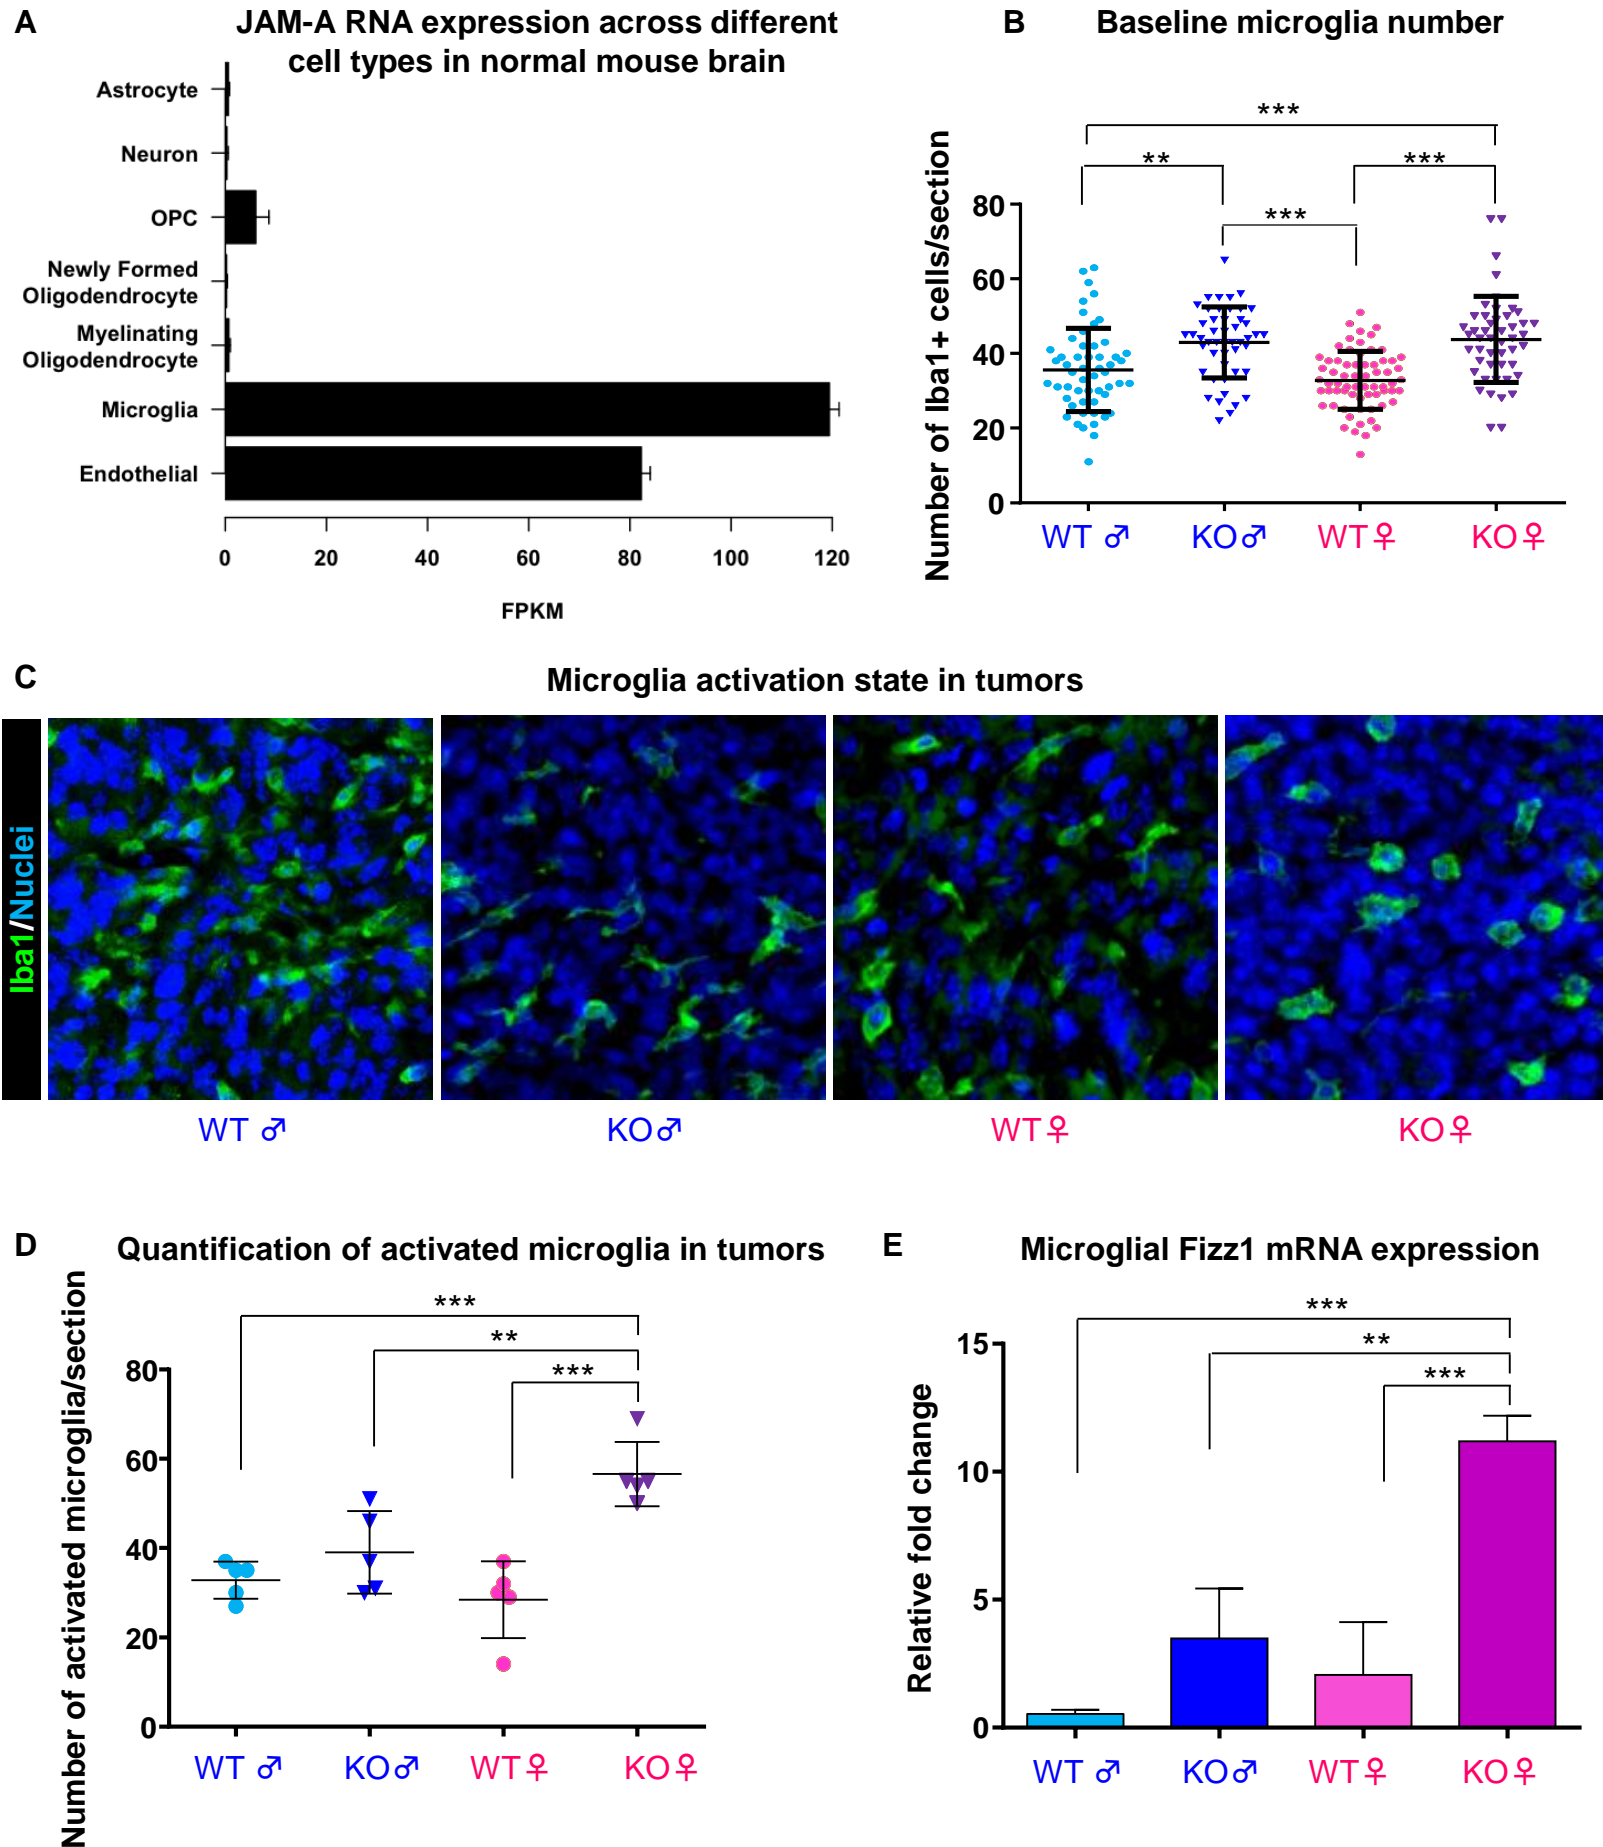 A
JAM-A RNA expression across different
cell types in normal mouse brain
Astrocyte
Neuron
OPC
Newly Formed
Oligodendrocyte
Myelinating
Oligodendrocyte
Microglia
Endothelial
0 20 40 60 80 100 120
FPKM
B
Baseline microglia number
Number of Iba1+ cells/section
***
** ***
***
80
60
40
20
0
WT ♂ KO♂ WT♀ KO♀
C
Microglia activation state in tumors
Iba1/Nuclei
WT ♂ KO♂ WT♀ KO♀
D
Quantification of activated microglia in tumors
Number of activated microglia/section
***
**
***
80
60
40
20
0
WT ♂ KO♂ WT♀ KO♀
E
Microglial Fizz1 mRNA expression
Relative fold change
***
**
***
15
10
5
0
WT ♂ KO♂ WT♀ KO♀